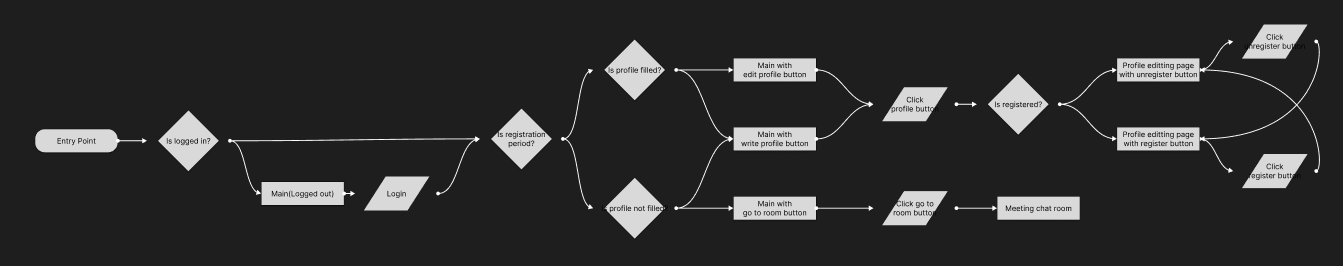 Entry Point
Is logged in?
Main(Logged out)
Login
Is registration
period?
Is profile filled?
profile not filled
Main with
edit profile button
Main with
write profile button
Main with
go to room button
Click
profile button
Click go to
room button
Meeting chat room
Is registered?
Profile editting page
with unregister button
Profile editting page
with register button
Click
unregister button
Click
register button